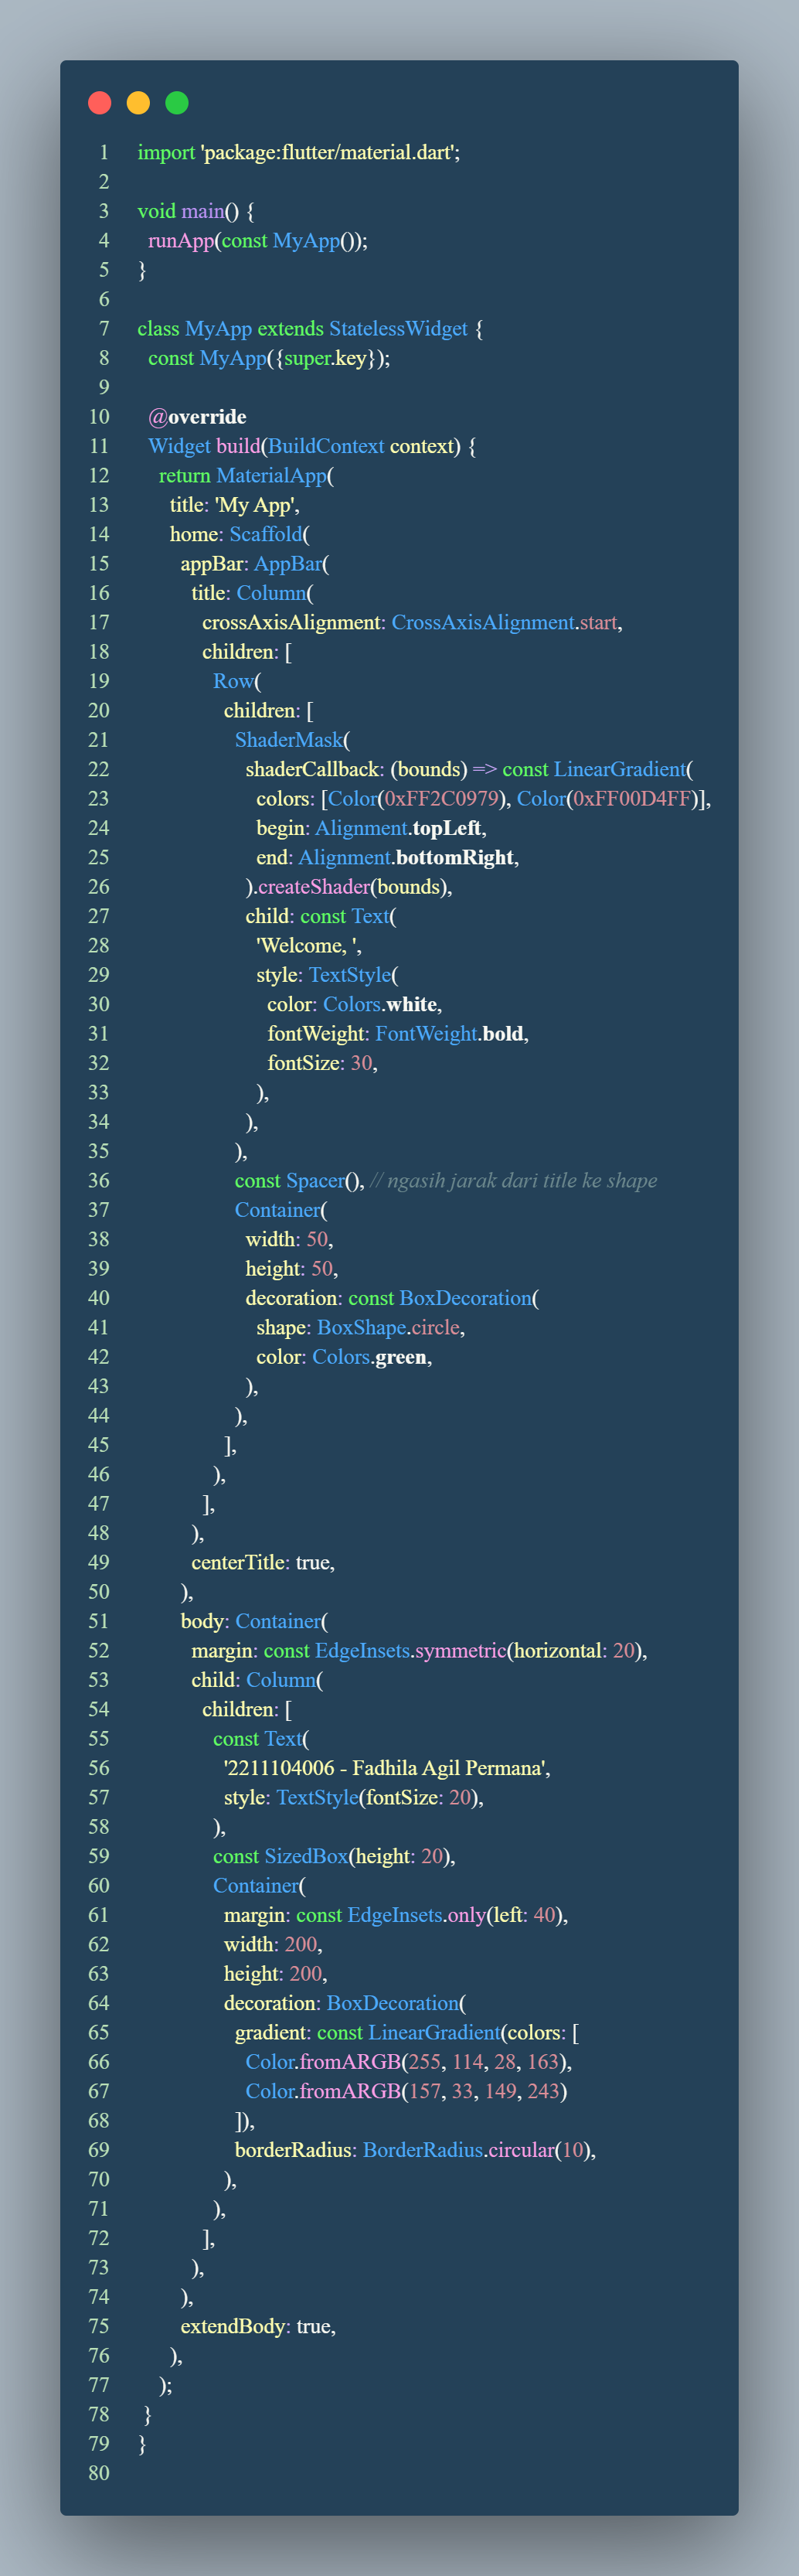 1 import 'package:flutter/material.dart';
2
3 void main() {
4   runApp(const MyApp());
5 }
6
7 class MyApp extends StatelessWidget {
8   const MyApp({super.key});
9
10   @override
11   Widget build(BuildContext context) {
12     return MaterialApp(
13       title: 'My App',
14       home: Scaffold(
15         appBar: AppBar(
16           title: Column(
17             crossAxisAlignment: CrossAxisAlignment.start,
18             children: [
19               Row(
20                 children: [
21                   ShaderMask(
22                     shaderCallback: (bounds) => const LinearGradient(
23                       colors: [Color(0xFF2C0979), Color(0xFF00D4FF)],
24                       begin: Alignment.topLeft,
25                       end: Alignment.bottomRight,
26                     ).createShader(bounds),
27                     child: const Text(
28                       'Welcome, ',
29                       style: TextStyle(
30                         color: Colors.white,
31                         fontWeight: FontWeight.bold,
32                         fontSize: 30,
33                       ),
34                     ),
35                   ),
36                   const Spacer(), // ngasih jarak dari title ke shape
37                   Container(
38                     width: 50,
39                     height: 50,
40                     decoration: const BoxDecoration(
41                       shape: BoxShape.circle,
42                       color: Colors.green,
43                     ),
44                   ),
45                 ],
46               ),
47             ],
48           ),
49           centerTitle: true,
50         ),
51         body: Container(
52           margin: const EdgeInsets.symmetric(horizontal: 20),
53           child: Column(
54             children: [
55               const Text(
56                 '2211104006 - Fadhila Agil Permana',
57                 style: TextStyle(fontSize: 20),
58               ),
59               const SizedBox(height: 20),
60               Container(
61                 margin: const EdgeInsets.only(left: 40),
62                 width: 200,
63                 height: 200,
64                 decoration: BoxDecoration(
65                   gradient: const LinearGradient(colors: [
66                     Color.fromARGB(255, 114, 28, 163),
67                     Color.fromARGB(157, 33, 149, 243)
68                   ]),
69                   borderRadius: BorderRadius.circular(10),
70                 ),
71               ),
72             ],
73           ),
74         ),
75         extendBody: true,
76       ),
77     );
78  }
79 }
80